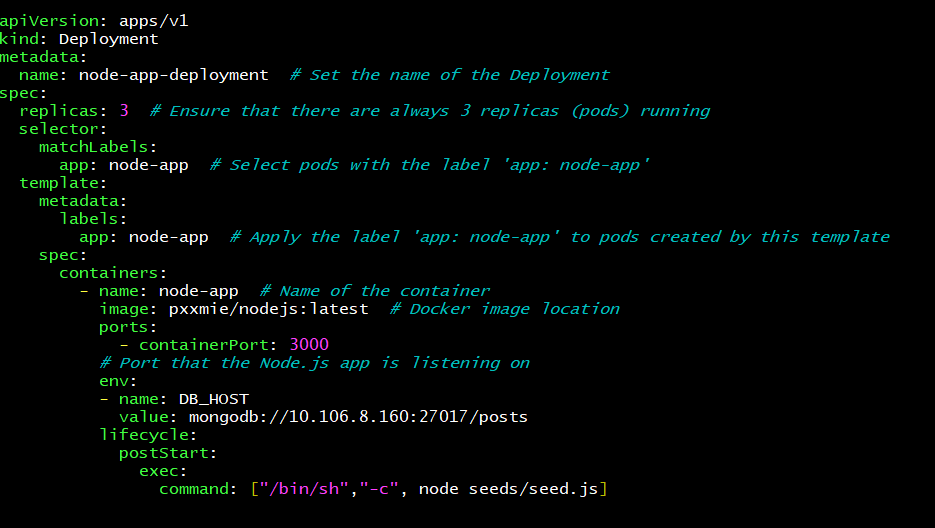 apiVersion: apps/v1
kind: Deployment
metadata:
  name: node-app-deployment  # Set the name of the Deployment
spec:
  replicas: 3  # Ensure that there are always 3 replicas (pods) running
  selector:
    matchLabels:
      app: node-app  # Select pods with the label 'app: node-app'
  template:
    metadata:
      labels:
        app: node-app  # Apply the label 'app: node-app' to pods created by this template
    spec:
      containers:
        - name: node-app  # Name of the container
          image: pxxmie/nodejs:latest  # Docker image location
          ports:
            - containerPort: 3000
          # Port that the Node.js app is listening on
          env:
          - name: DB_HOST
            value: mongodb://10.106.8.160:27017/posts
          lifecycle:
            postStart:
              exec:
                command: ["/bin/sh","-c", node seeds/seed.js]